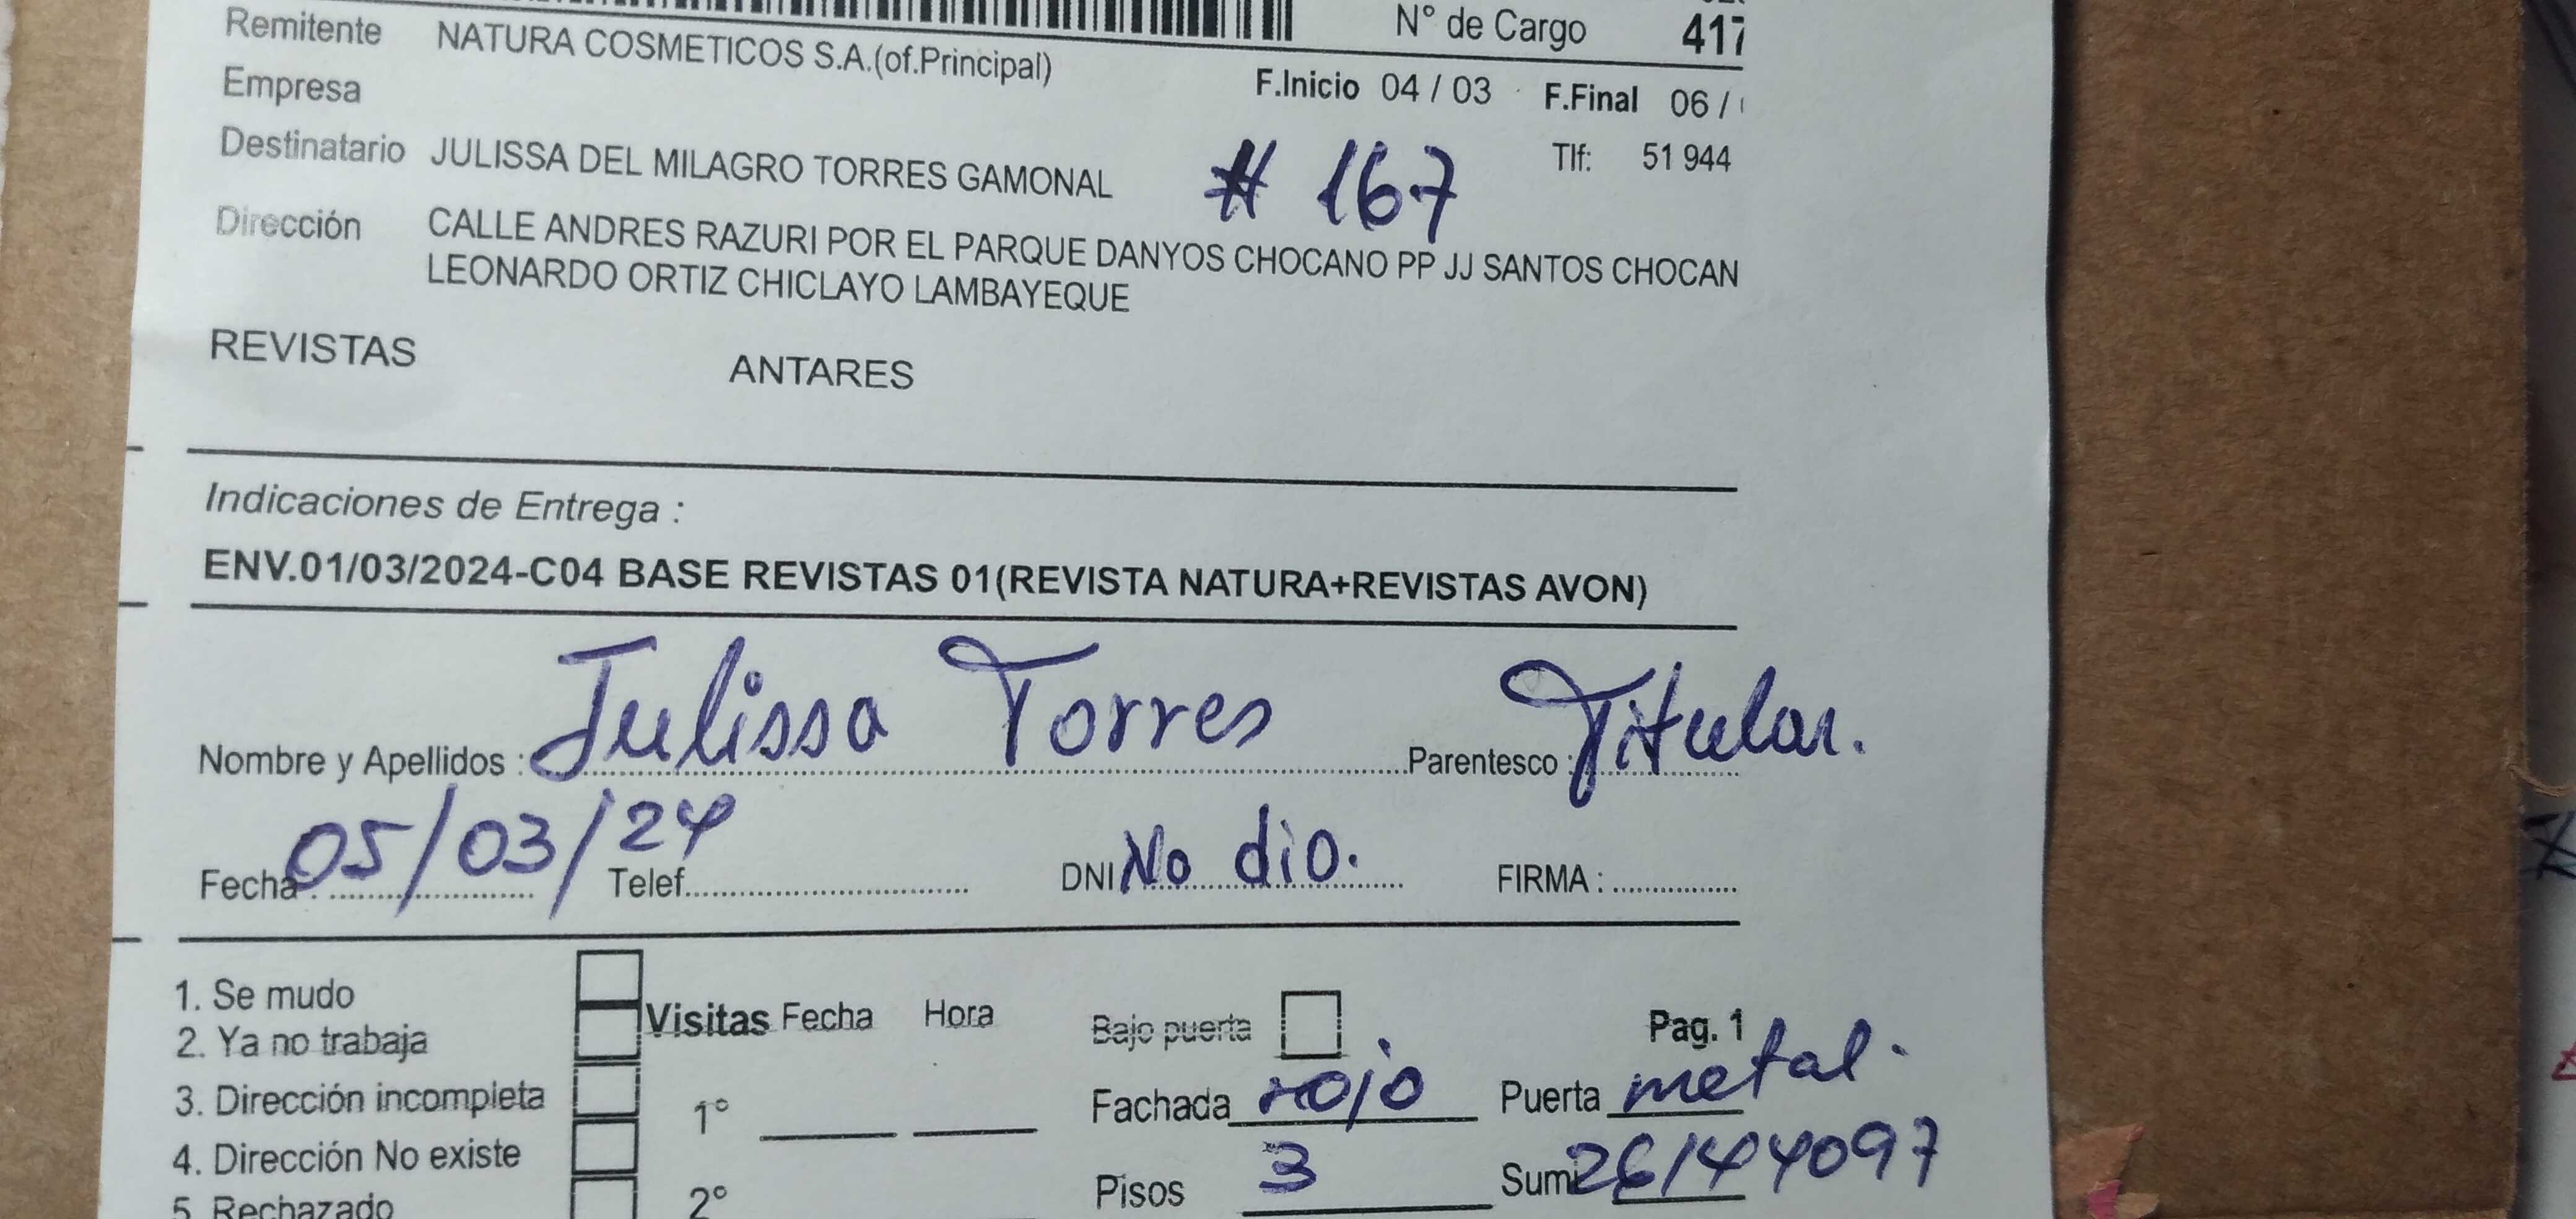 Remitente NATURA COSMETICOS S.A.(of.Principal) N° de Cargo 417
Empresa F.Inicio 04 / 03 F.Final 06 /
Destinatario JULISSA DEL MILAGRO TORRES GAMONAL # 167 Tlf: 51 944
Dirección CALLE ANDRES RAZURI POR EL PARQUE DANYOS CHOCANO PP JJ SANTOS CHOCAN
LEONARDO ORTIZ CHICLAYO LAMBAYEQUE
REVISTAS ANTARES
Indicaciones de Entrega :
ENV.01/03/2024-C04 BASE REVISTAS 01(REVISTA NATURA+REVISTAS AVON)
Nombre y Apellidos : Julissa Torres Parentesco : Titular.
Fecha : 05/03/24 Telef. DNI No dio. FIRMA :
1. Se mudo
2. Ya no trabaja
3. Dirección incompleta
4. Dirección No existe
5. Rechazado
Visitas Fecha Hora
1°
2°
Bajo puerta Pag. 1
Fachada rojo Puerta metal.
Pisos 3 Sumi 26144097